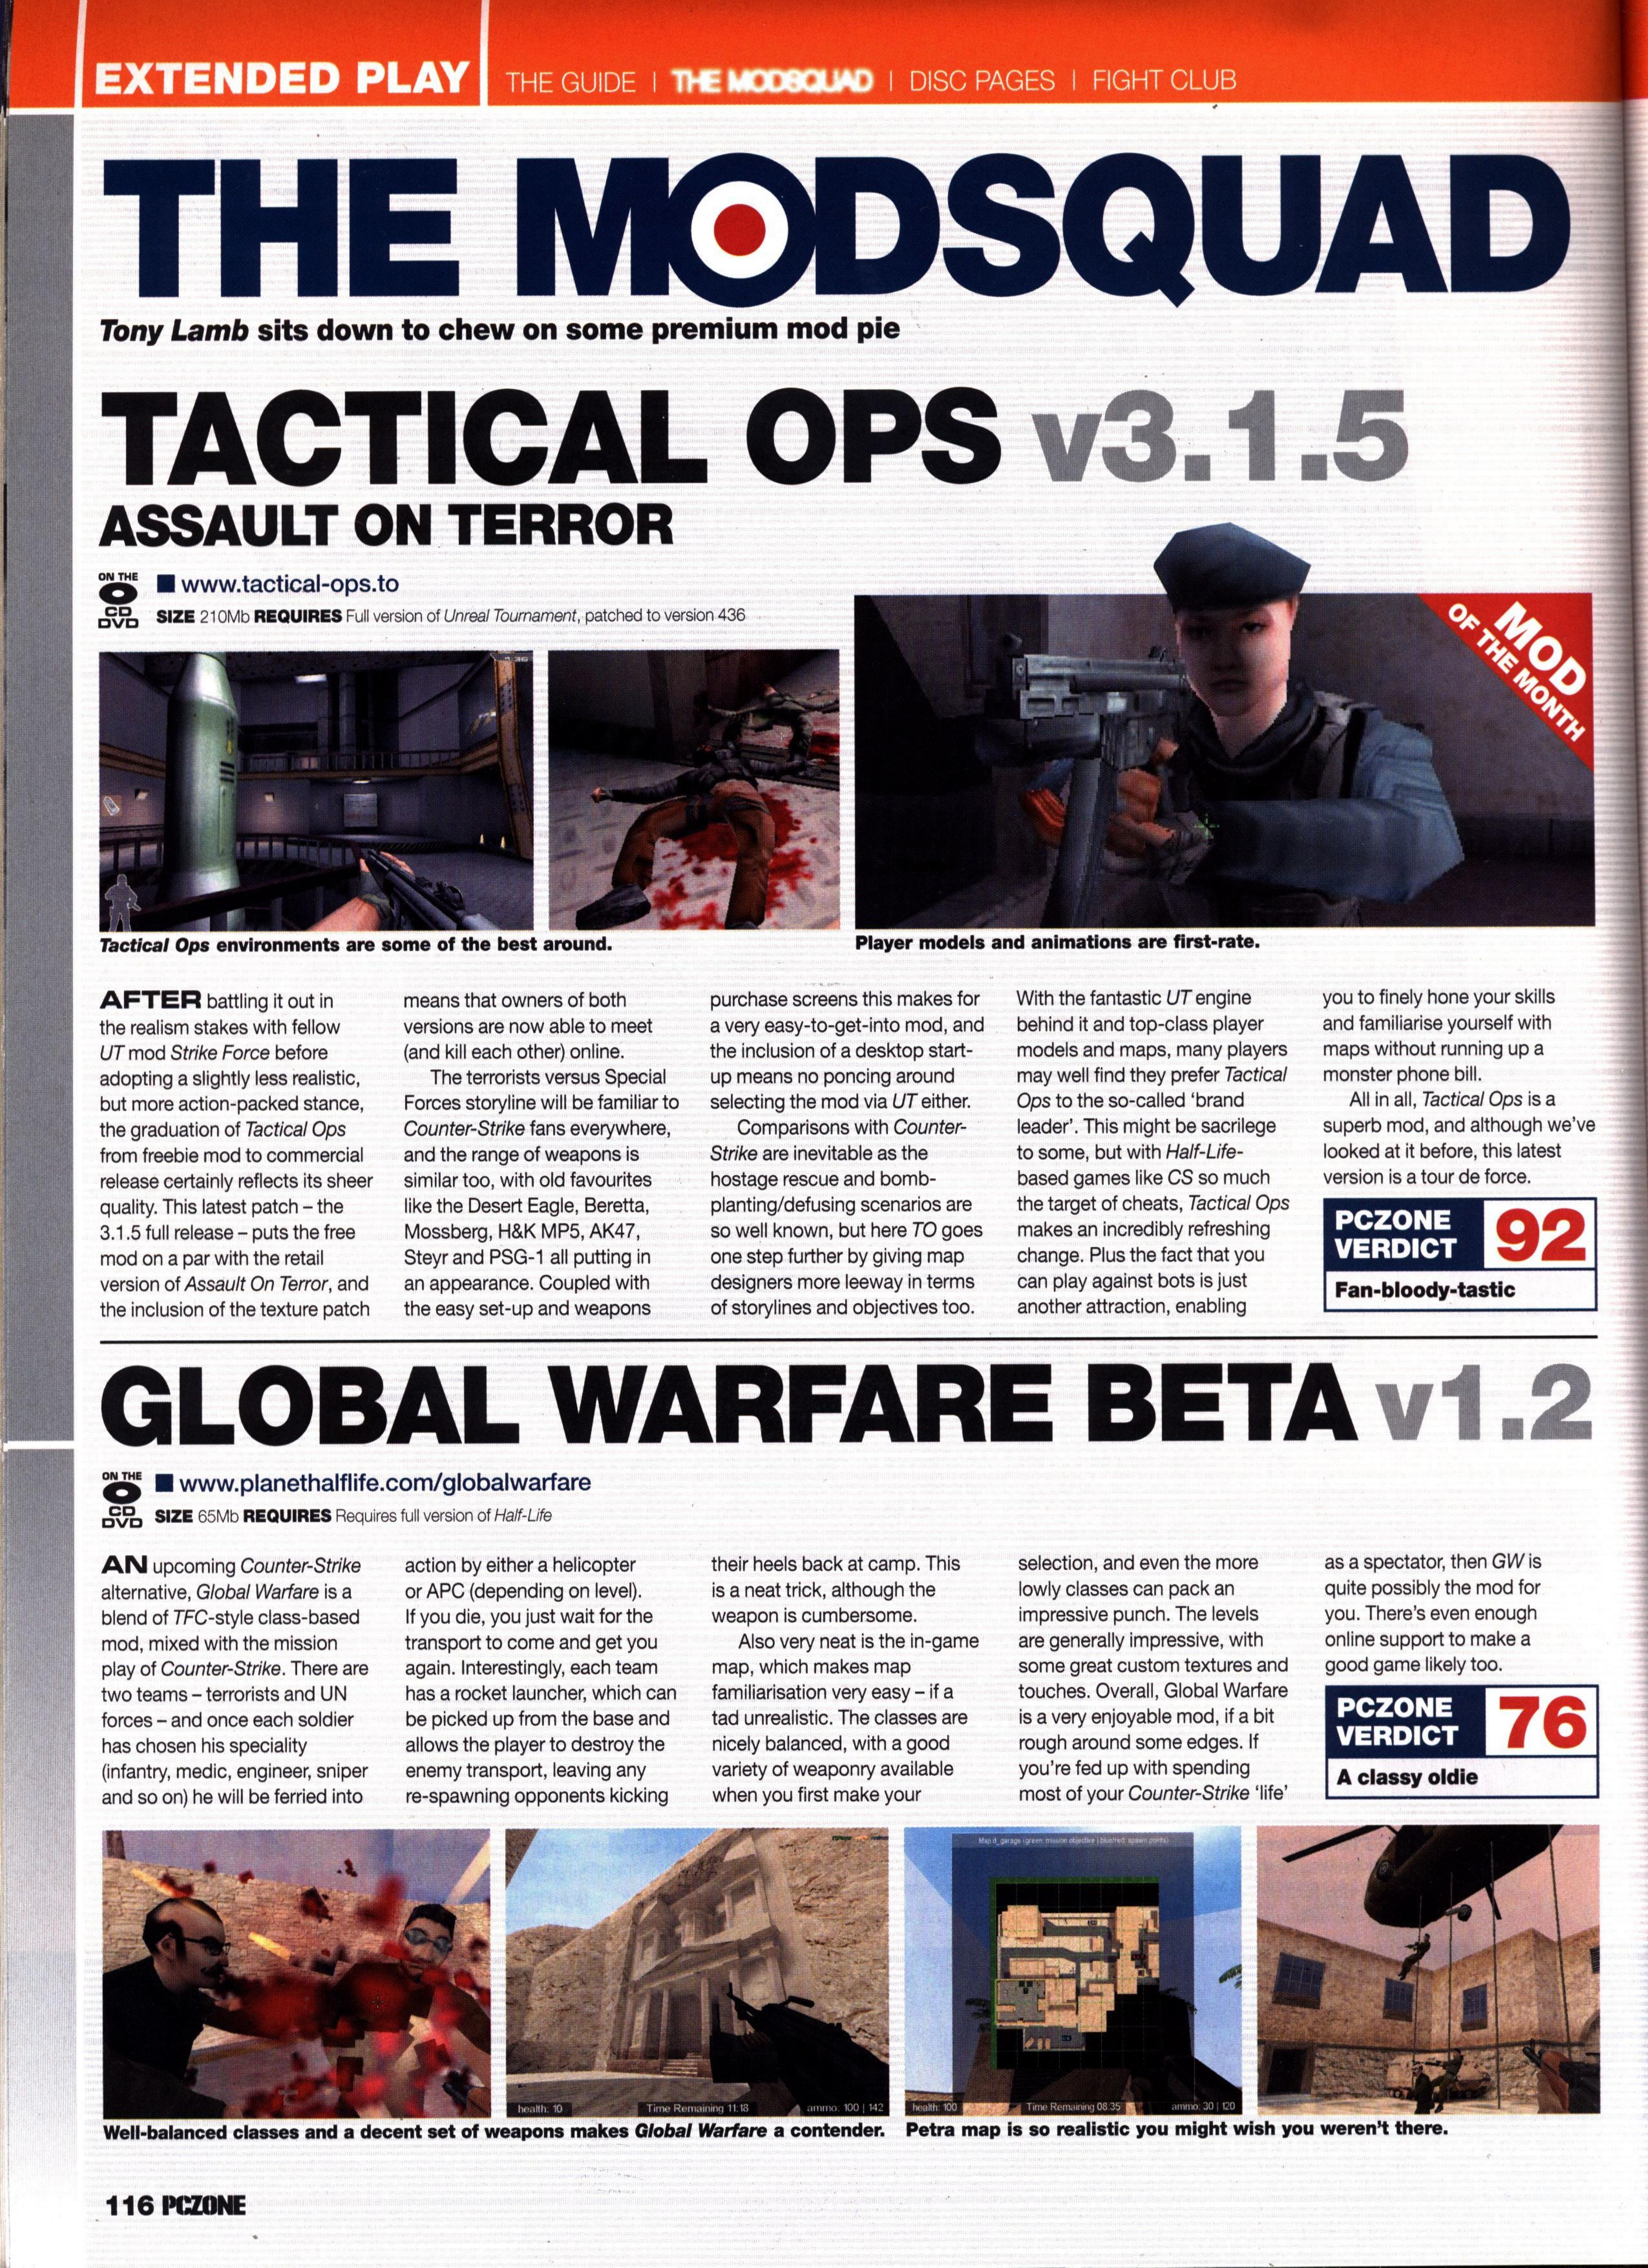 EXTENDED PLAY
THE GUIDE | THE MODSQUAD | DISC PAGES | FIGHT CLUB
THE MODSQUAD
Tony Lamb sits down to chew on some premium mod pie
TACTICAL OPS v3.1.5
ASSAULT ON TERROR
ON THE
CD
DVD
www.tactical-ops.to
SIZE 210Mb REQUIRES Full version of Unreal Tournament, patched to version 436
MOD
OF THE MONTH
Tactical Ops environments are some of the best around.
Player models and animations are first-rate.
AFTER battling it out in
the realism stakes with fellow
UT mod Strike Force before
adopting a slightly less realistic,
but more action-packed stance,
the graduation of Tactical Ops
from freebie mod to commercial
release certainly reflects its sheer
quality. This latest patch – the
3.1.5 full release – puts the free
mod on a par with the retail
version of Assault On Terror, and
the inclusion of the texture patch
means that owners of both
versions are now able to meet
(and kill each other) online.
The terrorists versus Special
Forces storyline will be familiar to
Counter-Strike fans everywhere,
and the range of weapons is
similar too, with old favourites
like the Desert Eagle, Beretta,
Mossberg, H&K MP5, AK47,
Steyr and PSG-1 all putting in
an appearance. Coupled with
the easy set-up and weapons
purchase screens this makes for
a very easy-to-get-into mod, and
the inclusion of a desktop start-
up means no poncing around
selecting the mod via UT either.
Comparisons with Counter-
Strike are inevitable as the
hostage rescue and bomb-
planting/defusing scenarios are
so well known, but here TO goes
one step further by giving map
designers more leeway in terms
of storylines and objectives too.
With the fantastic UT engine
behind it and top-class player
models and maps, many players
may well find they prefer Tactical
Ops to the so-called ‘brand
leader’. This might be sacrilege
to some, but with Half-Life-
based games like CS so much
the target of cheats, Tactical Ops
makes an incredibly refreshing
change. Plus the fact that you
can play against bots is just
another attraction, enabling
you to finely hone your skills
and familiarise yourself with
maps without running up a
monster phone bill.
All in all, Tactical Ops is a
superb mod, and although we’ve
looked at it before, this latest
version is a tour de force.
PCZONE
VERDICT 92
Fan-bloody-tastic
GLOBAL WARFARE BETA v1.2
ON THE
CD
DVD
www.planethalflife.com/globalwarfare
SIZE 65Mb REQUIRES Requires full version of Half-Life
AN upcoming Counter-Strike
alternative, Global Warfare is a
blend of TFC-style class-based
mod, mixed with the mission
play of Counter-Strike. There are
two teams – terrorists and UN
forces – and once each soldier
has chosen his speciality
(infantry, medic, engineer, sniper
and so on) he will be ferried into
action by either a helicopter
or APC (depending on level).
If you die, you just wait for the
transport to come and get you
again. Interestingly, each team
has a rocket launcher, which can
be picked up from the base and
allows the player to destroy the
enemy transport, leaving any
re-spawning opponents kicking
their heels back at camp. This
is a neat trick, although the
weapon is cumbersome.
Also very neat is the in-game
map, which makes map
familiarisation very easy – if a
tad unrealistic. The classes are
nicely balanced, with a good
variety of weaponry available
when you first make your
selection, and even the more
lowly classes can pack an
impressive punch. The levels
are generally impressive, with
some great custom textures and
touches. Overall, Global Warfare
is a very enjoyable mod, if a bit
rough around some edges. If
you’re fed up with spending
most of your Counter-Strike ‘life’
as a spectator, then GW is
quite possibly the mod for
you. There’s even enough
online support to make a
good game likely too.
PCZONE
VERDICT 76
A classy oldie
health: 10 Time Remaining 11:18 ammo: 100 | 142
Map d_garage (green: mission objective | blue/red: spawn points)
health: 100 Time Remaining 08:35 ammo: 30 | 120
Well-balanced classes and a decent set of weapons makes Global Warfare a contender.
Petra map is so realistic you might wish you weren’t there.
116 PCZONE